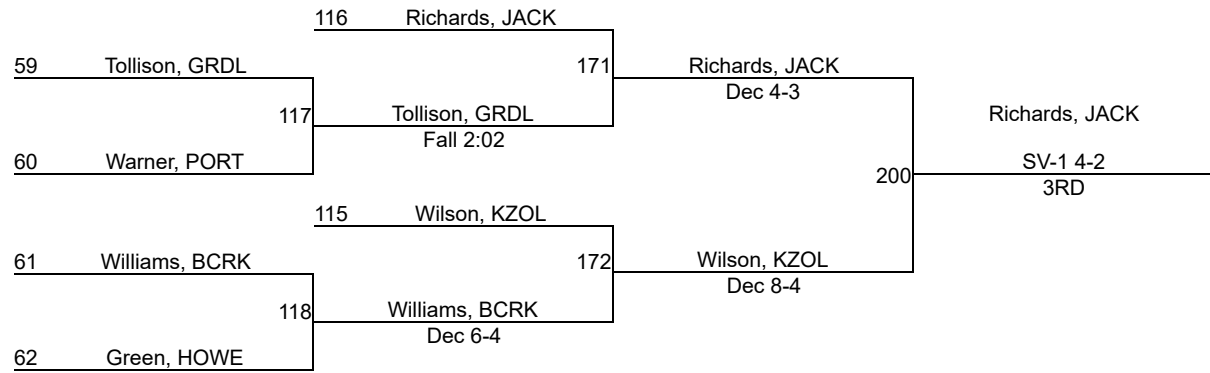 116 Richards, JACK
59 Tollison, GRDL
171 Richards, JACK
Dec 4-3
117 Tollison, GRDL
Fall 2:02
Richards, JACK
60 Warner, PORT
SV-1 4-2
200
3RD
115 Wilson, KZOL
61 Williams, BCRK
172 Wilson, KZOL
Dec 8-4
118 Williams, BCRK
Dec 6-4
62 Green, HOWE